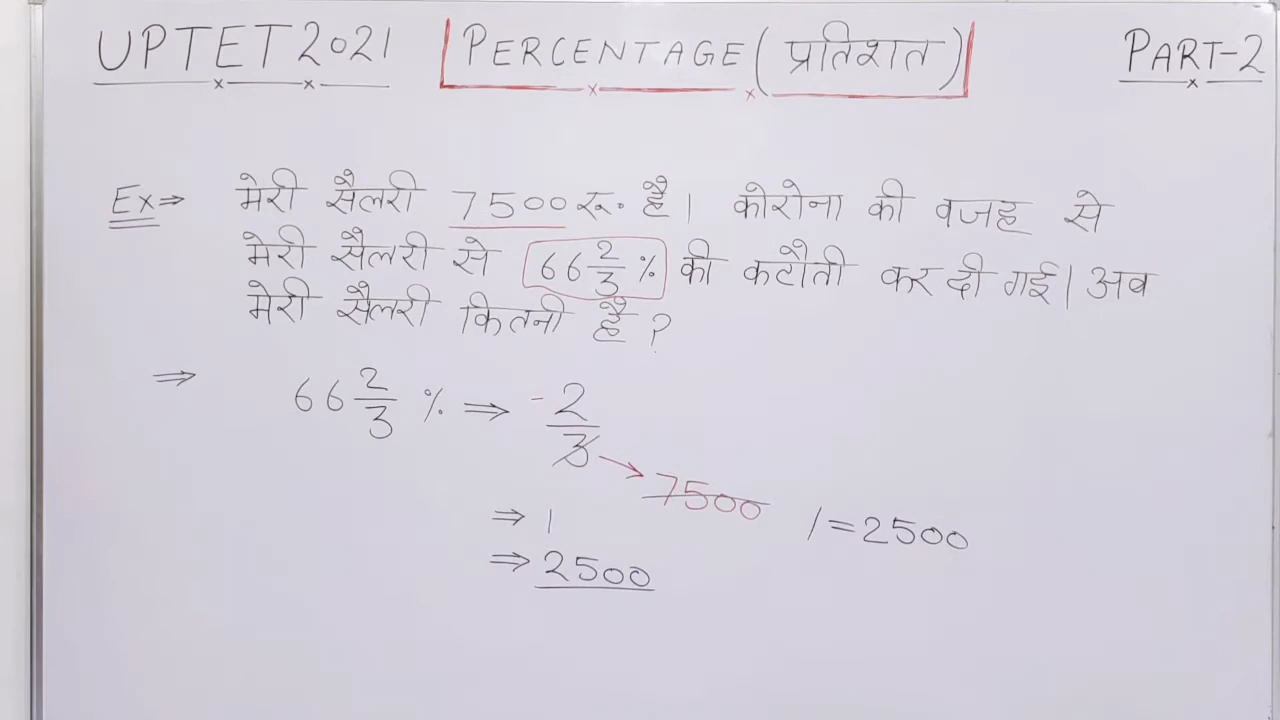 UPTET 2021 PERCENTAGE (प्रतिशत) PART-2
Ex⇒ मेरी सैलरी 7500 रू. है। कोरोना की वजह से
मेरी सैलरी से 66 2/3 % की कटौती कर दी गई। अब
मेरी सैलरी कितनी है?
⇒ 66 2/3 % ⇒ -2/3 → 7500
⇒ 1 1=2500
⇒ 2500